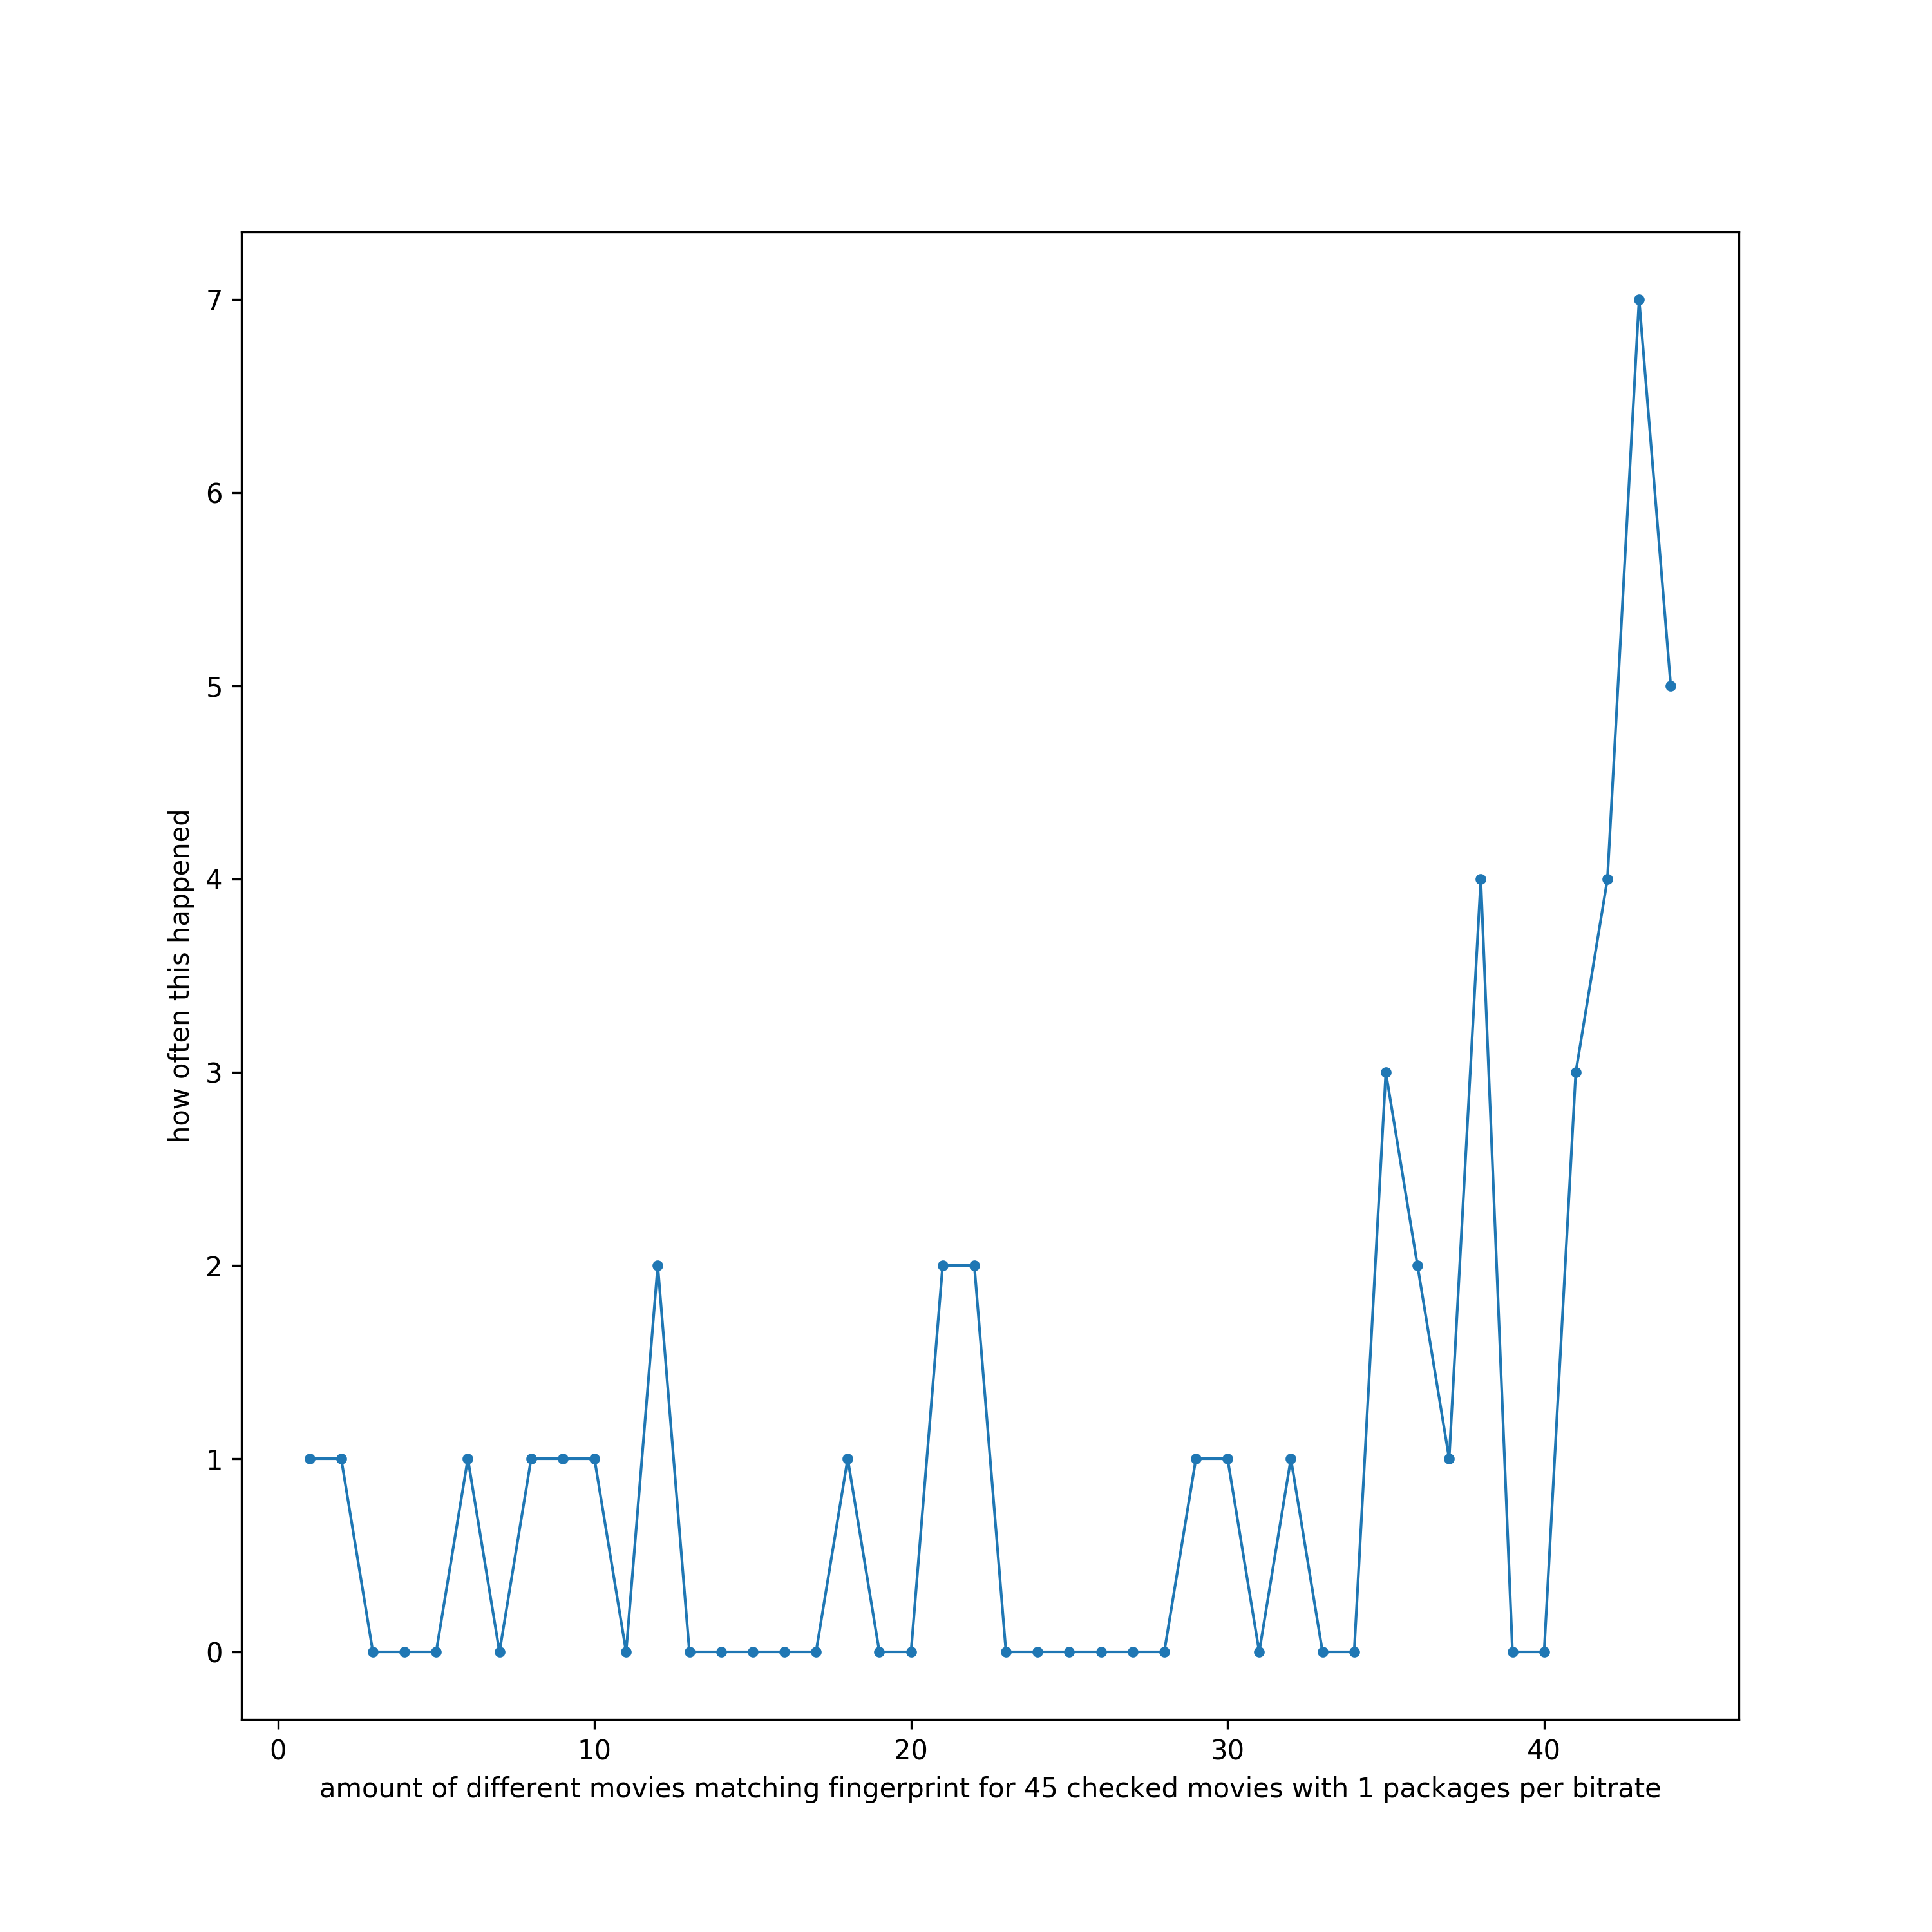 7
6
5
4
3
2
1
0
how often this happened
0 10 20 30 40
amount of different movies matching fingerprint for 45 checked movies with 1 packages per bitrate